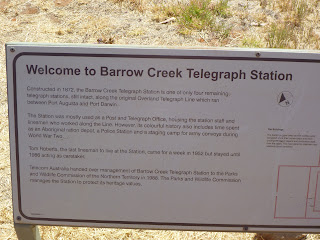 Welcome to Barrow Creek Telegraph Station
Constructed in 1872, the Barrow Creek Telegraph Station is one of only four remaining
telegraph stations, still intact, along the original Overland Telegraph Line which ran
between Port Augusta and Port Darwin.
The Station was mostly used as a Post and Telegraph Office, housing the station staff and
linesmen who worked along the Line. However, its colourful history also includes time spent
as an Aboriginal ration depot, a Police Station and a staging camp for army convoys during
World War Two.
Tom Roberts, the last linesman to live at the Station, came for a week in 1964 but stayed until
1986 acting as caretaker.
Telecom Australia handed over management of Barrow Creek Telegraph Station to the Parks
and Wildlife Commission of the Northern Territory in 1988. The Parks and Wildlife Commission
manages the Station to protect its heritage values.